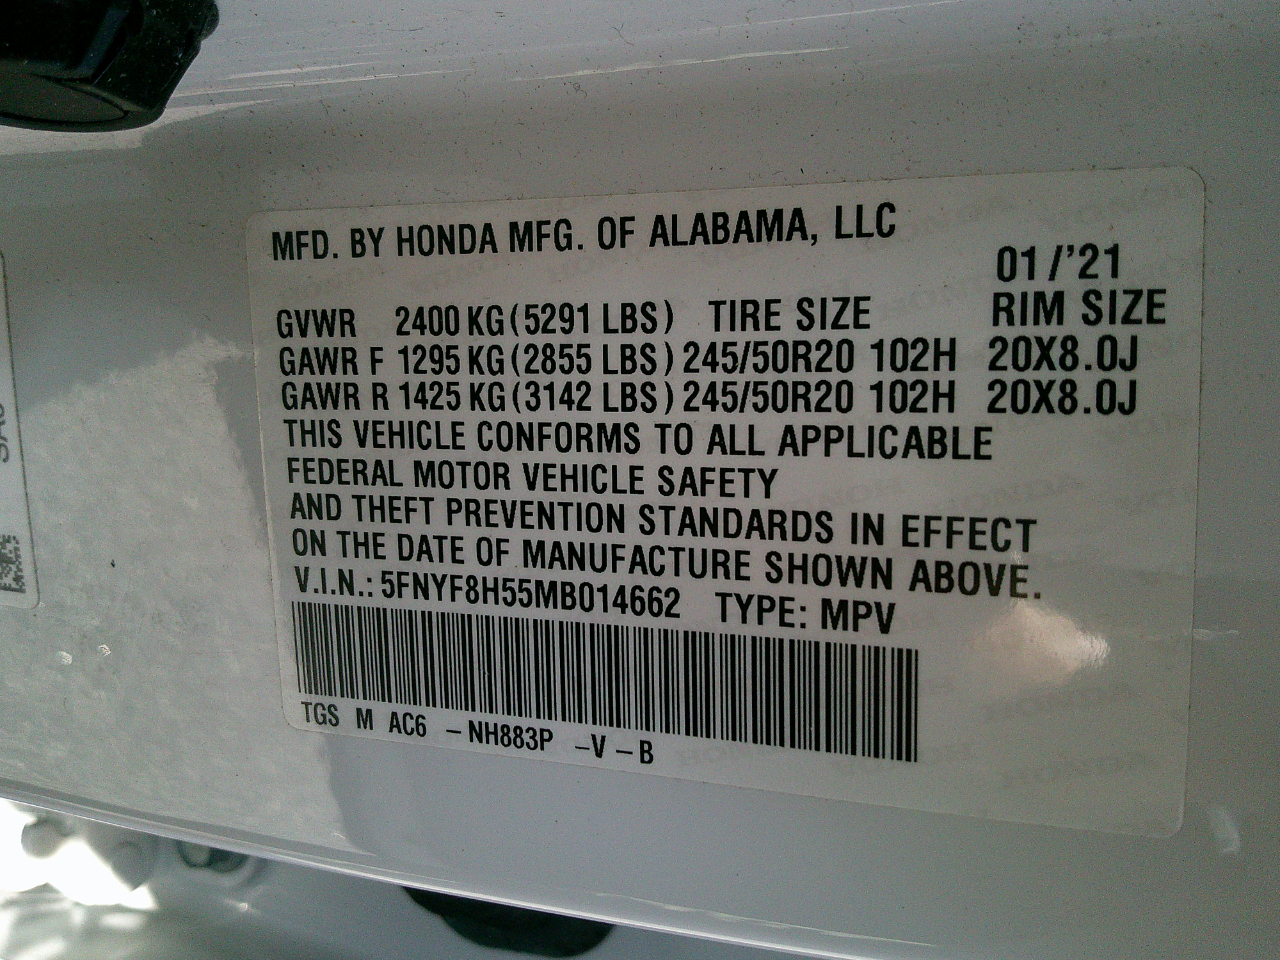 MFD. BY HONDA MFG. OF ALABAMA, LLC
01/'21
GVWR 2400 KG (5291 LBS) TIRE SIZE RIM SIZE
GAWR F 1295 KG (2855 LBS) 245/50R20 102H 20X8.0J
GAWR R 1425 KG (3142 LBS) 245/50R20 102H 20X8.0J
THIS VEHICLE CONFORMS TO ALL APPLICABLE
FEDERAL MOTOR VEHICLE SAFETY
AND THEFT PREVENTION STANDARDS IN EFFECT
ON THE DATE OF MANUFACTURE SHOWN ABOVE.
V.I.N.: 5FNYF8H55MB014662 TYPE: MPV
TGS M AC6 -NH883P -V-B